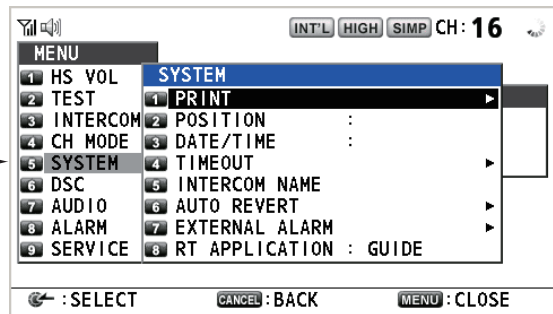 INT'L HIGH SIMP CH: 16
MENU
1 HS VOL
2 TEST
3 INTERCOM
4 CH MODE
5 SYSTEM
6 DSC
7 AUDIO
8 ALARM
9 SERVICE
SYSTEM
1 PRINT
2 POSITION :
3 DATE/TIME :
4 TIMEOUT
5 INTERCOM NAME
6 AUTO REVERT
7 EXTERNAL ALARM
8 RT APPLICATION : GUIDE
: SELECT CANCEL : BACK MENU : CLOSE